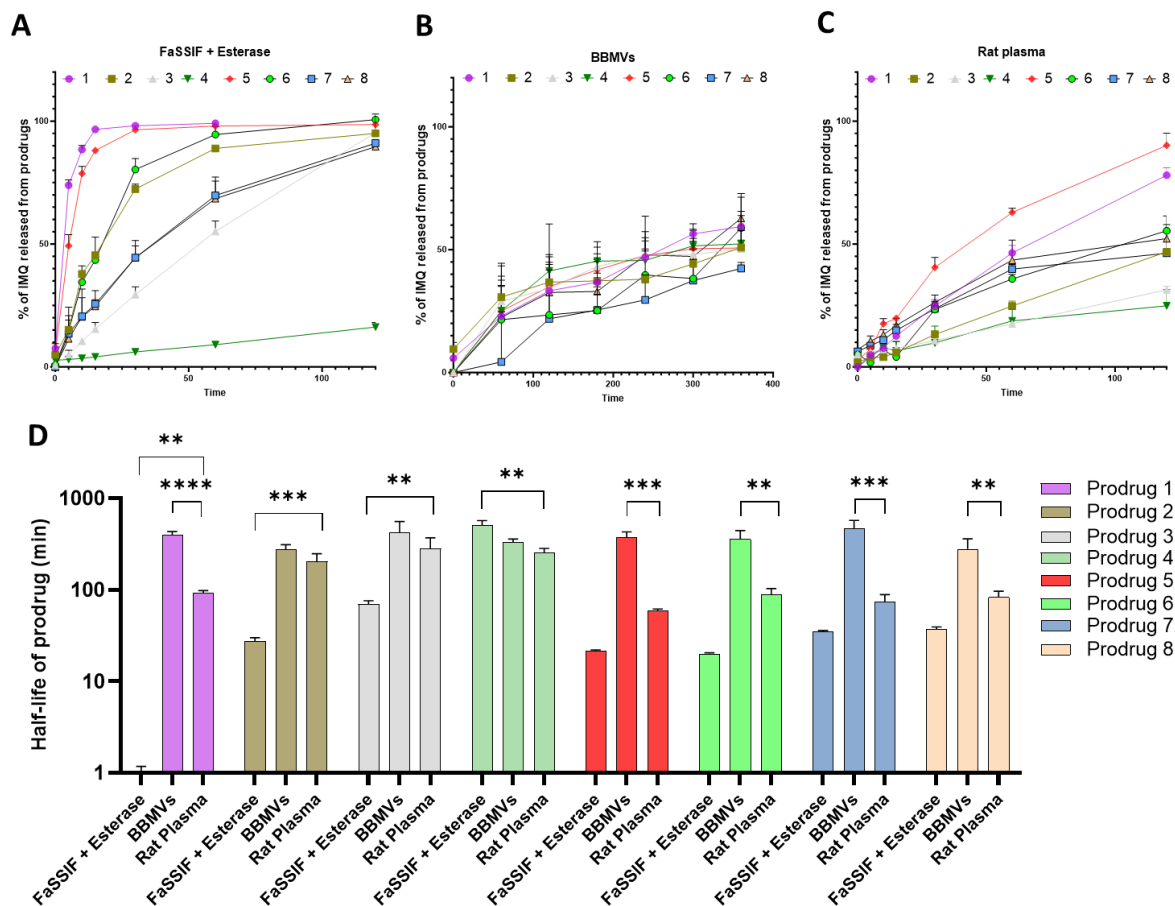 A
FaSSIF + Esterase
1 2 3 4 5 6 7 8
% of IMQ released from prodrugs
100
50
0
0 50 100
Time
B
BBMVs
1 2 3 4 5 6 7 8
% of IMQ released from prodrugs
100
50
0
0 100 200 300 400
Time
C
Rat plasma
1 2 3 4 5 6 7 8
% of IMQ released from prodrugs
100
50
0
0 50 100
Time
D
Half-life of prodrug (min)
1000
100
10
1
**
****
***
**
**
***
**
***
**
FaSSIF + Esterase
BBMVs
Rat Plasma
FaSSIF + Esterase
BBMVs
Rat Plasma
FaSSIF + Esterase
BBMVs
Rat Plasma
FaSSIF + Esterase
BBMVs
Rat Plasma
FaSSIF + Esterase
BBMVs
Rat Plasma
FaSSIF + Esterase
BBMVs
Rat Plasma
FaSSIF + Esterase
BBMVs
Rat Plasma
FaSSIF + Esterase
BBMVs
Rat Plasma
Prodrug 1
Prodrug 2
Prodrug 3
Prodrug 4
Prodrug 5
Prodrug 6
Prodrug 7
Prodrug 8